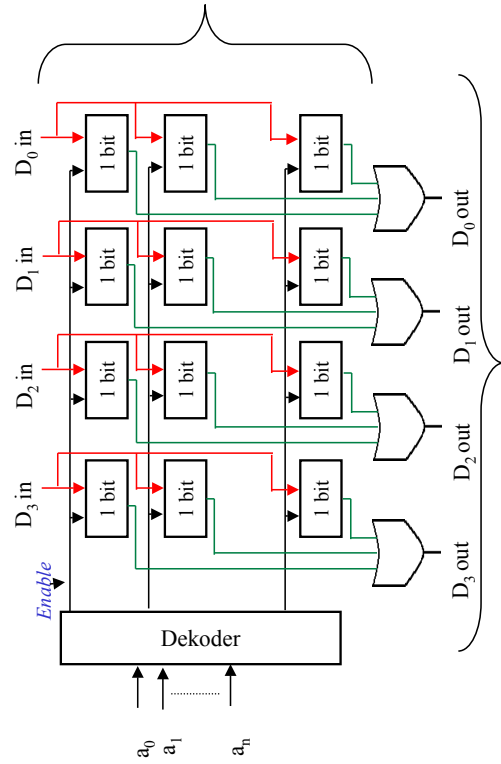 D₃ in
D₂ in
D₁ in
D₀ in
Enable
1 bit
1 bit
1 bit
1 bit
1 bit
1 bit
1 bit
1 bit
1 bit
1 bit
1 bit
1 bit
Dekoder
a₀
a₁
aₙ
D₃ out
D₂ out
D₁ out
D₀ out